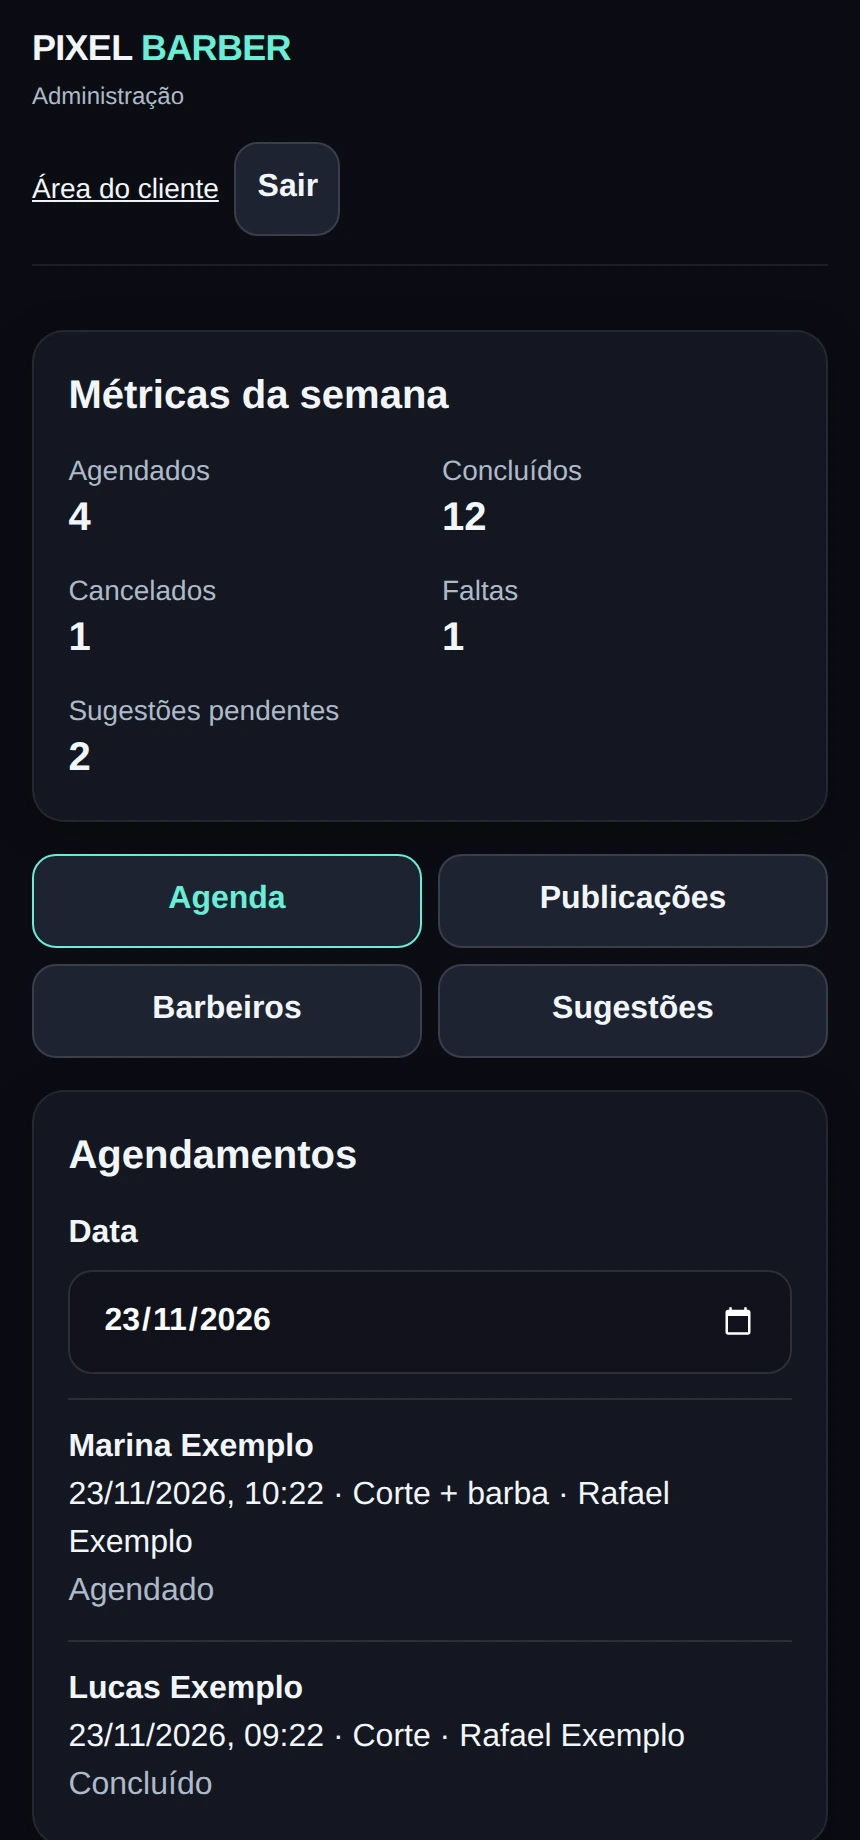 PIXEL BARBER
Administração
Área do cliente
Sair
Métricas da semana
Agendados
4
Concluídos
12
Cancelados
1
Faltas
1
Sugestões pendentes
2
Agenda
Publicações
Barbeiros
Sugestões
Agendamentos
Data
23/11/2026
Marina Exemplo
23/11/2026, 10:22 · Corte + barba · Rafael
Exemplo
Agendado
Lucas Exemplo
23/11/2026, 09:22 · Corte · Rafael Exemplo
Concluído